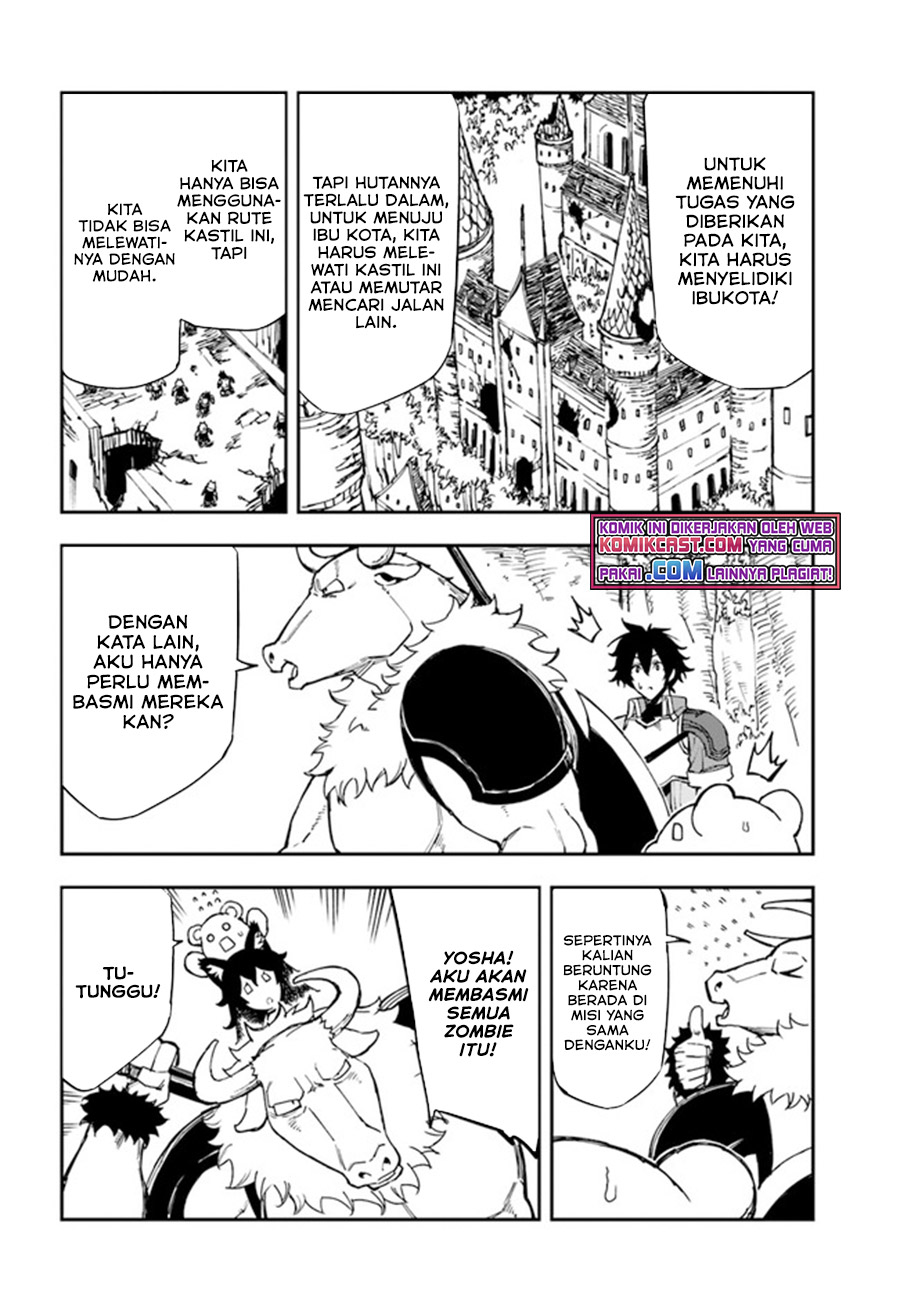 UNTUK
MEMENUHI
TUGAS YANG
DIBERIKAN
PADA KITA,
KITA HARUS
MENYELIDIKI
IBUKOTA!
TAPI HUTANNYA
TERLALU DALAM,
UNTUK MENUJU
IBU KOTA, KITA
HARUS MELE-
WATI KASTIL INI
ATAU MEMUTAR
MENCARI JALAN
LAIN.
KITA
HANYA BISA
MENGGUNA-
KAN RUTE
KASTIL INI,
TAPI
KITA
TIDAK BISA
MELEWATI-
NYA DENGAN
MUDAH.
KOMIK INI DIKERJAKAN OLEH WEB
KOMIKCAST.COM YANG CUMA
PAKAI .COM LAINNYA PLAGIAT!
DENGAN
KATA LAIN,
AKU HANYA
PERLU MEM-
BASMI MEREKA
KAN?
SEPERTINYA
KALIAN
BERUNTUNG
KARENA
BERADA DI
MISI YANG
SAMA
DENGANKU!
YOSHA!
AKU AKAN
MEMBASMI
SEMUA
ZOMBIE
ITU!
TU-
TUNGGU!